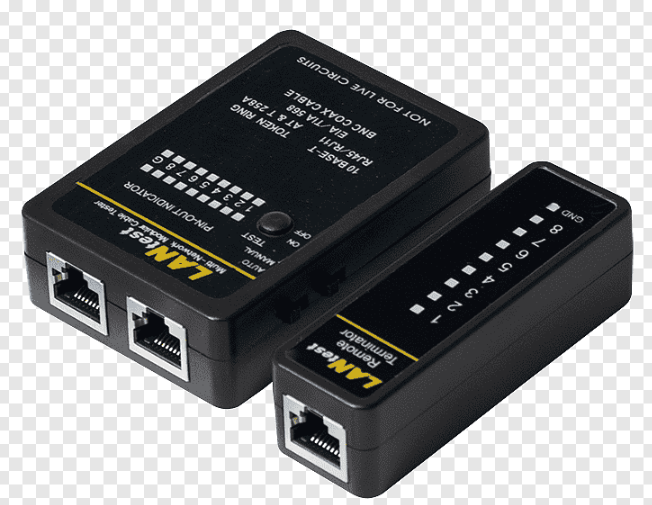 LANtest
Multi-Network Modular Cable Tester
PIN-OUT INDICATOR
1 2 3 4 5 6 7 8 G
TEST
AUTO
MANUAL
ON
OFF
10 BASE-T
TOKEN RING
RJ45/RJ11
AT & T 258A
EIA/TIA 568
BNC COAX CABLE
NOT FOR LIVE CIRCUITS
LANtest
Remote
Terminator
1
2
3
4
5
6
7
8
GND